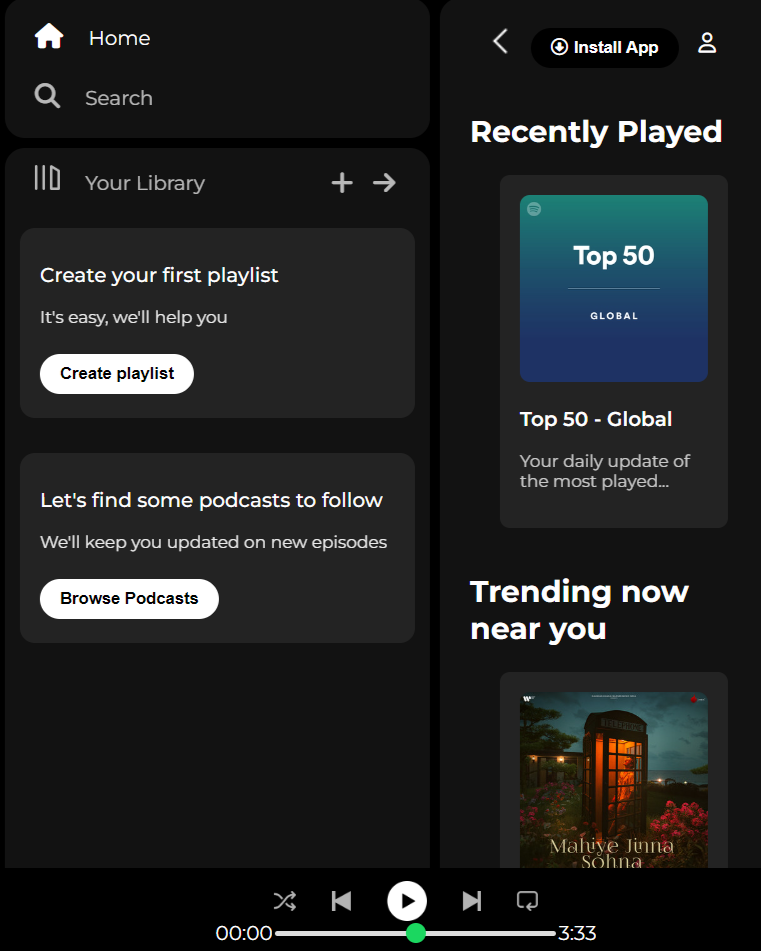 Home
Search
Your Library
Create your first playlist
It's easy, we'll help you
Create playlist
Let's find some podcasts to follow
We'll keep you updated on new episodes
Browse Podcasts
Install App
Recently Played
Top 50
GLOBAL
Top 50 - Global
Your daily update of
the most played...
Trending now
near you
Mahiye Jinna
Sohna
00:00
3:33